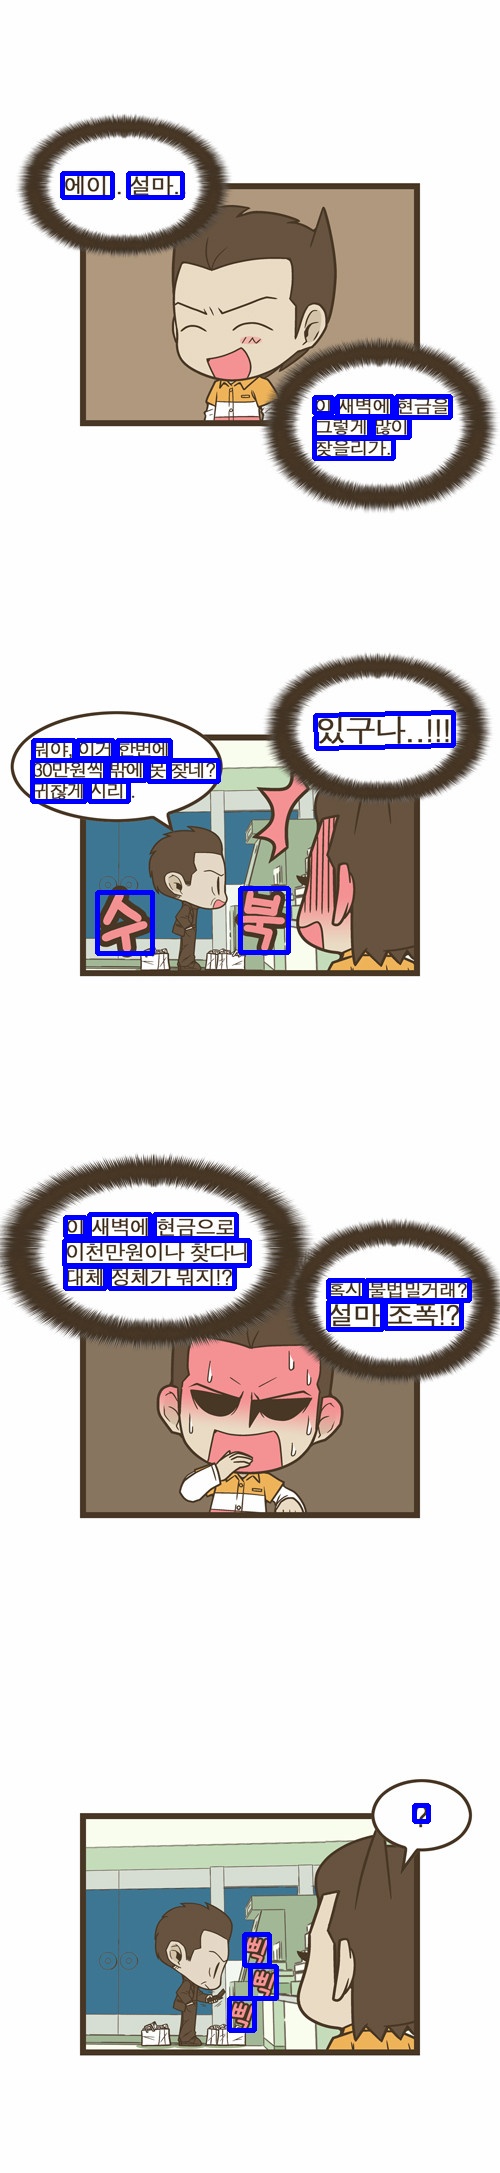 에이. 설마.
이 새벽에 현금을
그렇게 많이
찾을리가.
있구나..!!!
뭐야. 이거 한번에
30만원씩 밖에 못 찾네?
귀찮게 시리.
수북
이 새벽에 현금으로
이천만원이나 찾다니
대체 정체가 뭐지!?
혹시 불법밀거래?
설마 조폭!?
?
삑
삑
삑